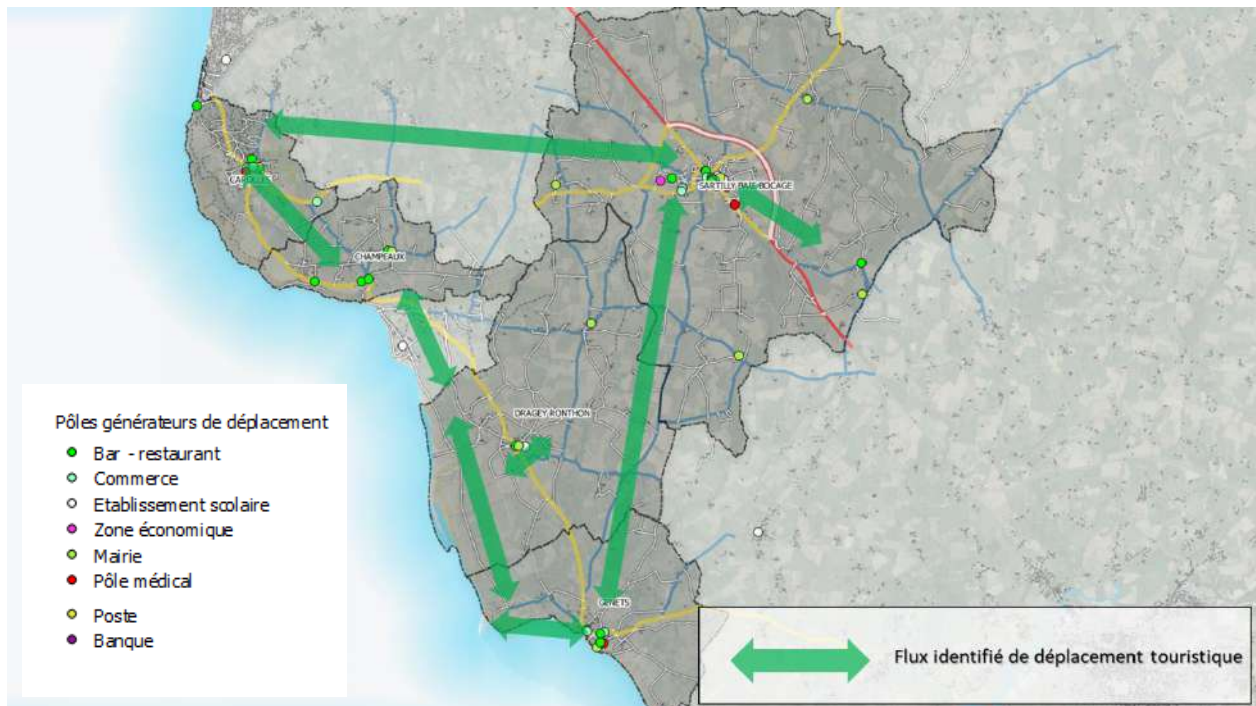 SARTILLY BAIE BOCAGE
CHAMPEAUX
DRAGEY RONTHON
GENETS
Pôles générateurs de déplacement
Bar - restaurant
Commerce
Etablissement scolaire
Zone économique
Mairie
Pôle médical
Poste
Banque
Flux identifié de déplacement touristique